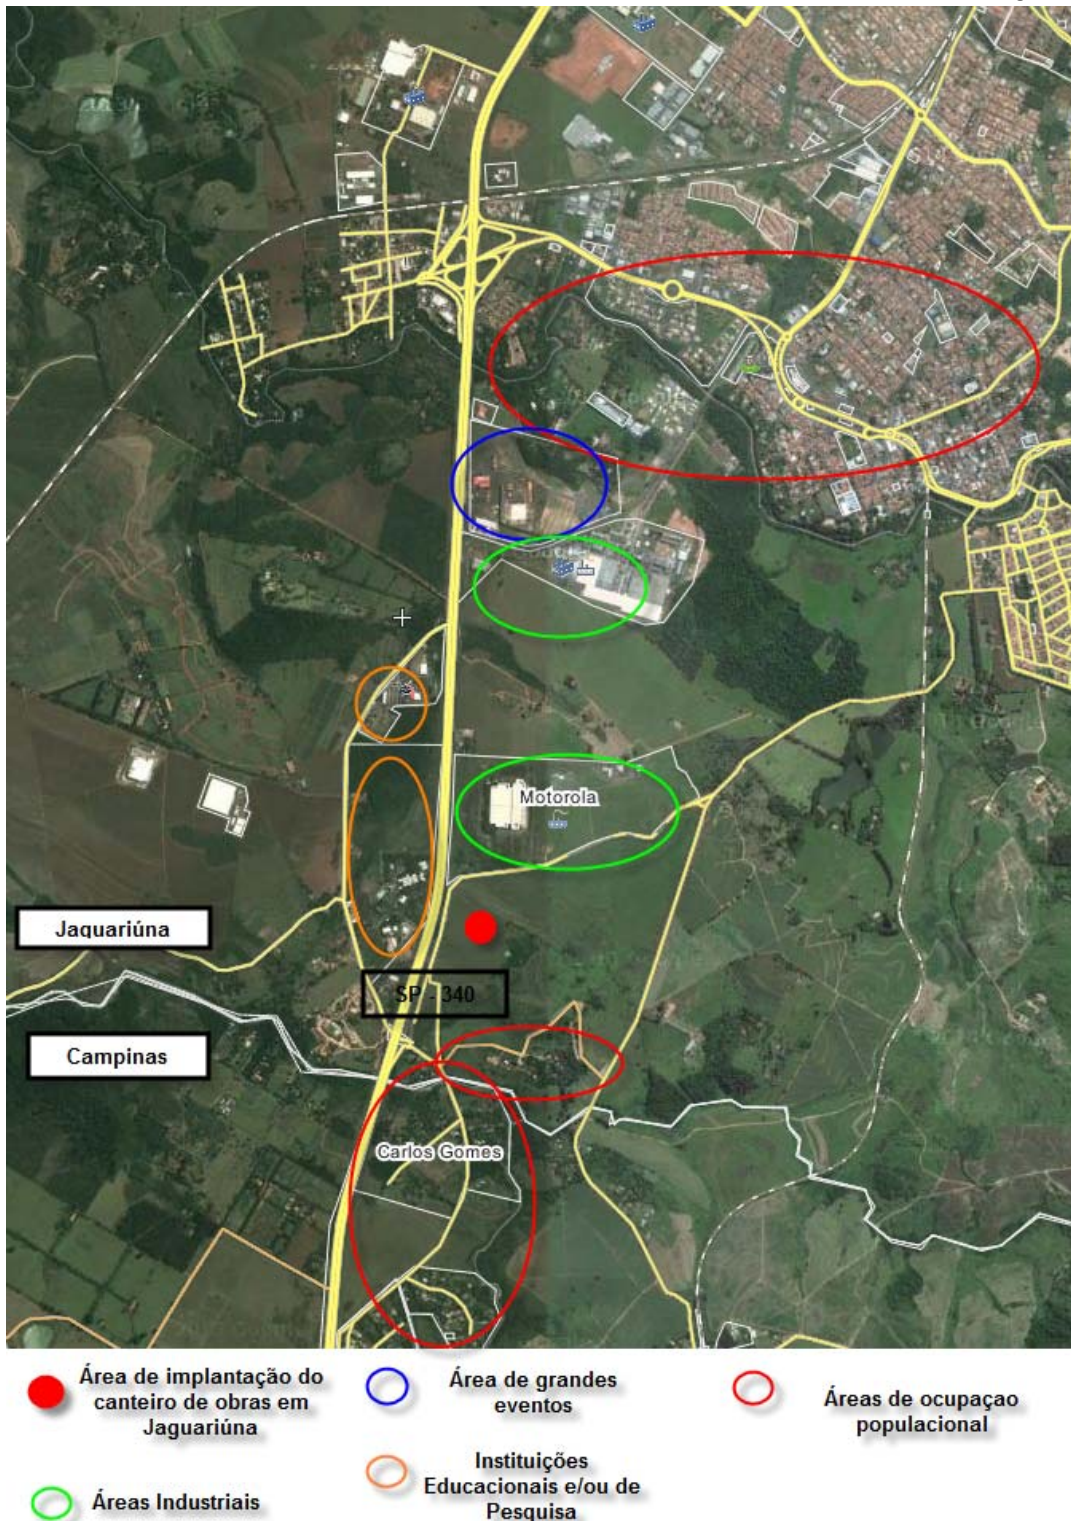 Motorola
Jaguariúna
SP - 340
Campinas
Carlos Gomes
Área de implantação do
canteiro de obras em
Jaguariúna
Área de grandes
eventos
Áreas de ocupaçao
populacional
Áreas Industriais
Instituições
Educacionais e/ou de
Pesquisa